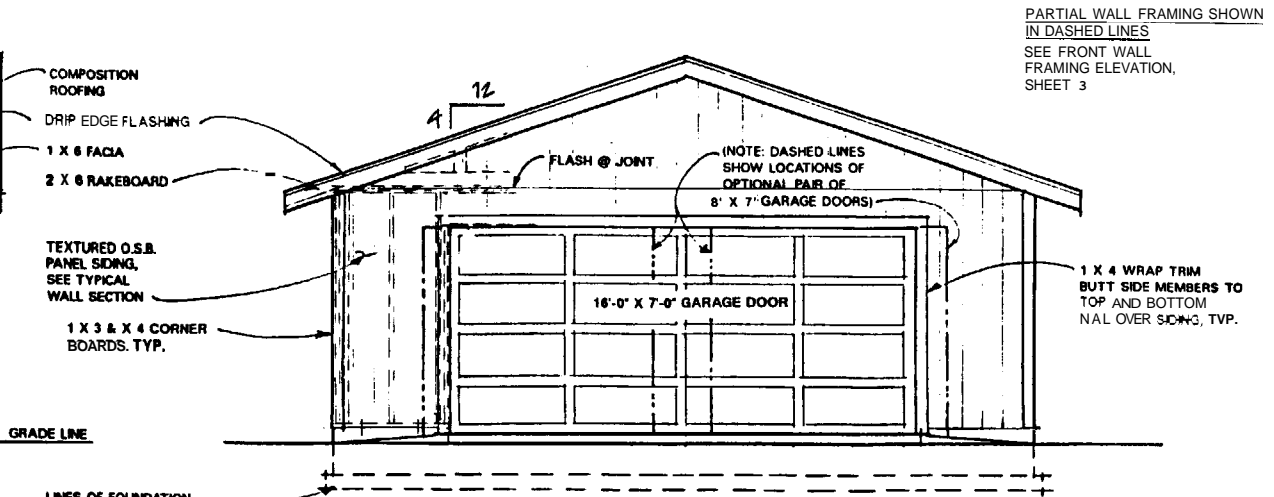 PARTIAL WALL FRAMING SHOWN
IN DASHED LINES
SEE FRONT WALL
FRAMING ELEVATION,
SHEET 3
COMPOSITION
ROOFING
DRIP EDGE FLASHING
1 X 6 FACIA
2 X 6 RAKEBOARD
12
4
FLASH @ JOINT
(NOTE: DASHED LINES
SHOW LOCATIONS OF
OPTIONAL PAIR OF
8' X 7' GARAGE DOORS)
TEXTURED O.S.B.
PANEL SIDING,
SEE TYPICAL
WALL SECTION
1 X 3 & X 4 CORNER
BOARDS. TYP.
16'-0" X 7'-0" GARAGE DOOR
1 X 4 WRAP TRIM
BUTT SIDE MEMBERS TO
TOP AND BOTTOM
NAL OVER SIDING, TYP.
GRADE LINE
LINES OF FOUNDATION